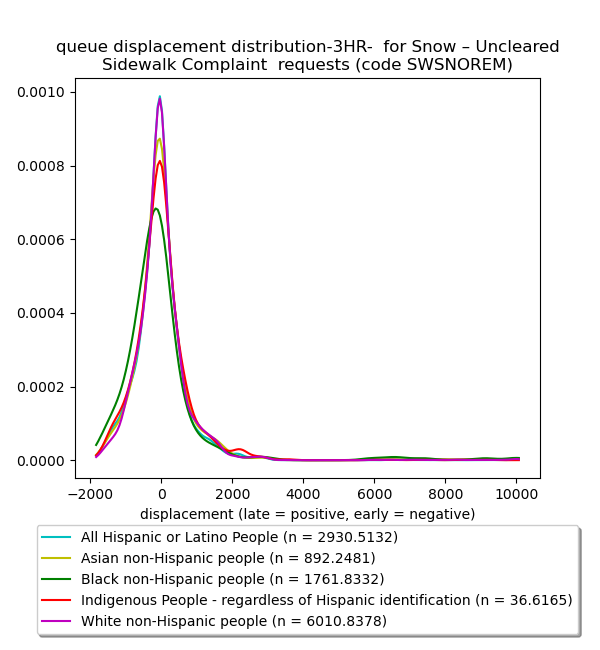 queue displacement distribution-3HR-  for Snow – Uncleared
Sidewalk Complaint  requests (code SWSNOREM)
0.0010
0.0008
0.0006
0.0004
0.0002
0.0000
−2000 0 2000 4000 6000 8000 10000
displacement (late = positive, early = negative)
All Hispanic or Latino People (n = 2930.5132)
Asian non-Hispanic people (n = 892.2481)
Black non-Hispanic people (n = 1761.8332)
Indigenous People - regardless of Hispanic identification (n = 36.6165)
White non-Hispanic people (n = 6010.8378)